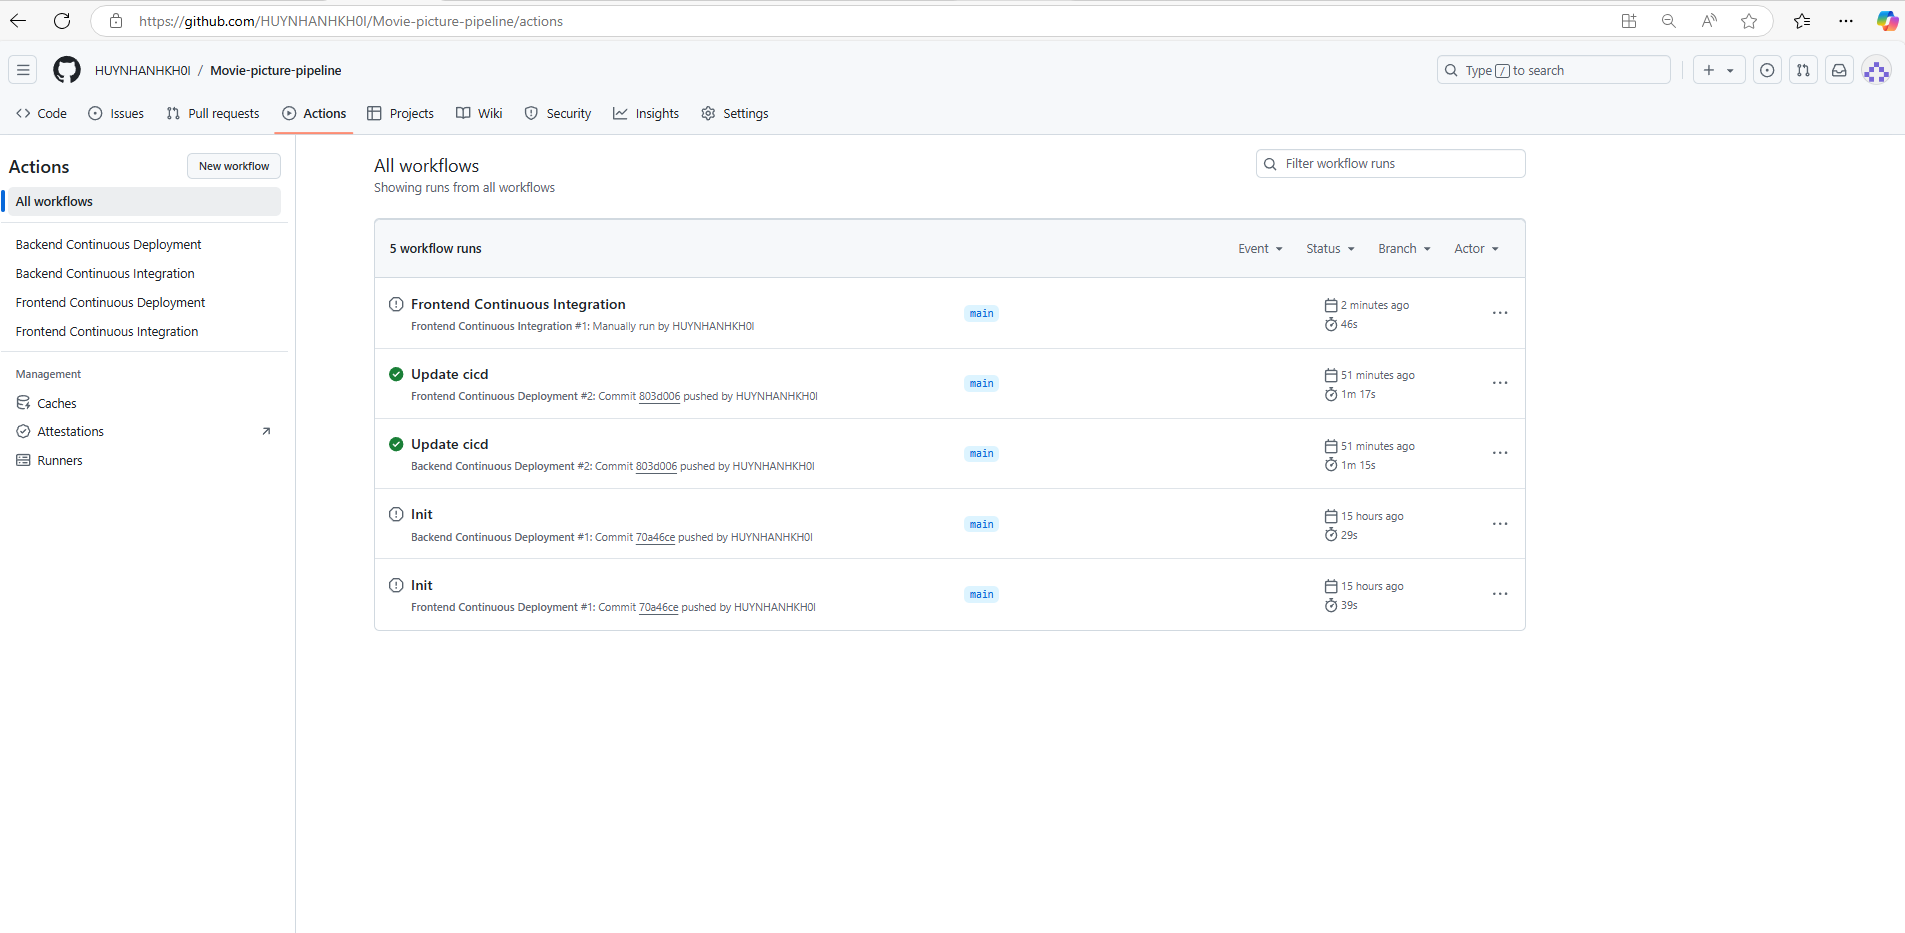 https://github.com/HUYNHANHKH0I/Movie-picture-pipeline/actions
HUYNHANHKH0I / Movie-picture-pipeline
Type / to search
Code
Issues
Pull requests
Actions
Projects
Wiki
Security
Insights
Settings
Actions
New workflow
All workflows
Backend Continuous Deployment
Backend Continuous Integration
Frontend Continuous Deployment
Frontend Continuous Integration
Management
Caches
Attestations
Runners
All workflows
Showing runs from all workflows
Filter workflow runs
5 workflow runs
Event
Status
Branch
Actor
Frontend Continuous Integration
Frontend Continuous Integration #1: Manually run by HUYNHANHKH0I
main
2 minutes ago
46s
Update cicd
Frontend Continuous Deployment #2: Commit 803d006 pushed by HUYNHANHKH0I
main
51 minutes ago
1m 17s
Update cicd
Backend Continuous Deployment #2: Commit 803d006 pushed by HUYNHANHKH0I
main
51 minutes ago
1m 15s
Init
Backend Continuous Deployment #1: Commit 70a46ce pushed by HUYNHANHKH0I
main
15 hours ago
29s
Init
Frontend Continuous Deployment #1: Commit 70a46ce pushed by HUYNHANHKH0I
main
15 hours ago
39s